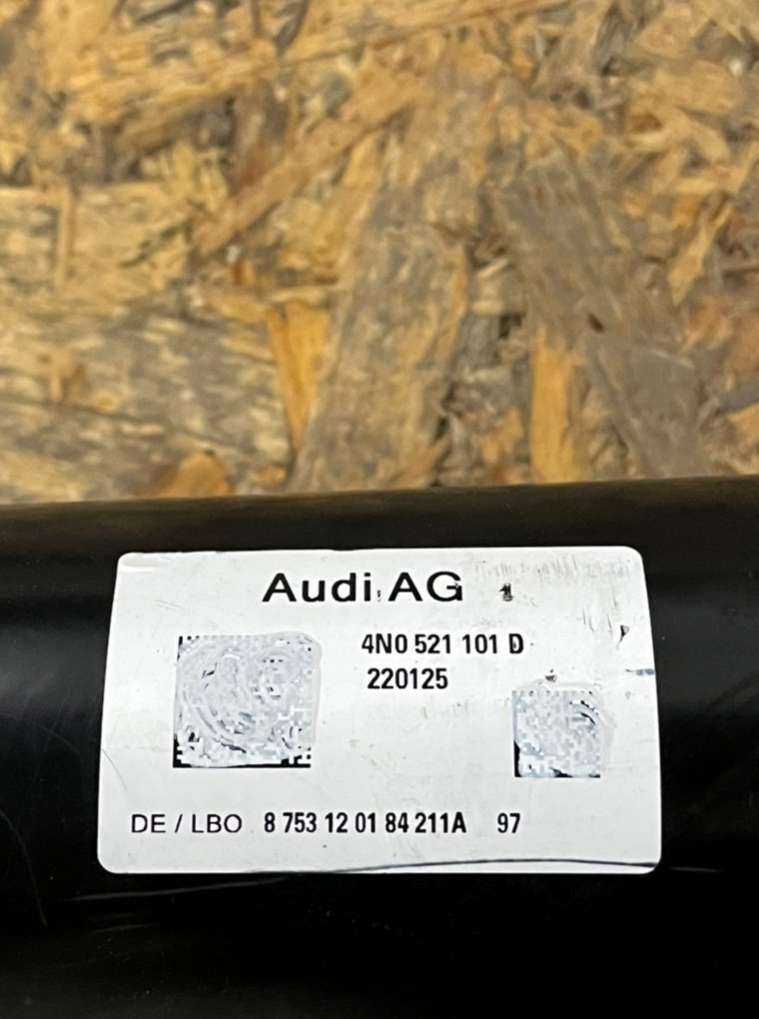 Audi AG
4N0 521 101 D
220125
DE / LBO 8 753 12 01 84 211A 97